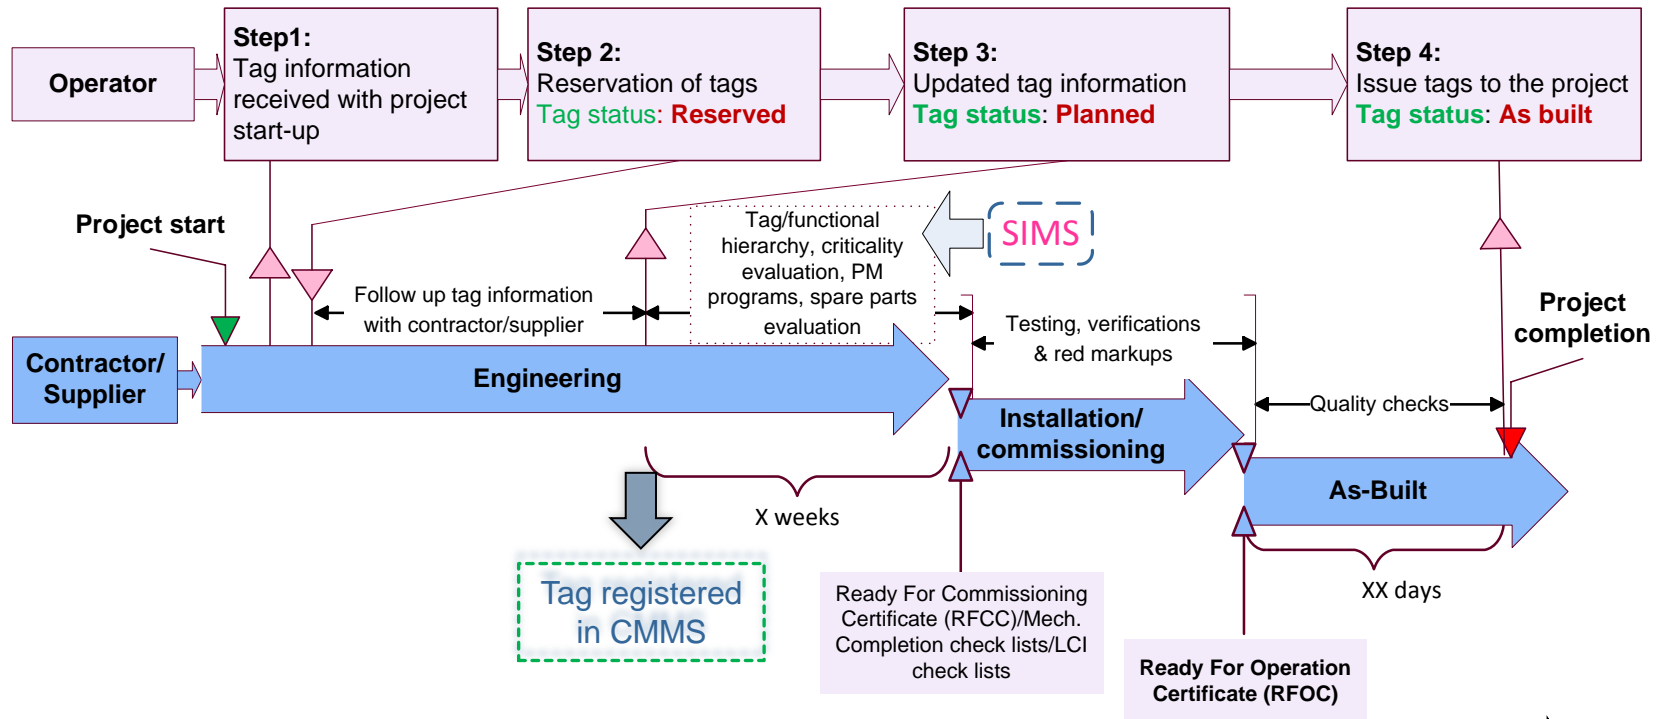 Operator
Step1:
Tag information
received with project
start-up
Step 2:
Reservation of tags
Tag status: Reserved
Step 3:
Updated tag information
Tag status: Planned
Step 4:
Issue tags to the project
Tag status: As built
Project start
Tag/functional
hierarchy, criticality
evaluation, PM
programs, spare parts
evaluation
SIMS
Follow up tag information
with contractor/supplier
Testing, verifications
& red markups
Project
completion
Contractor/
Supplier
Engineering
Installation/
commissioning
Quality checks
As-Built
X weeks
XX days
Tag registered
in CMMS
Ready For Commissioning
Certificate (RFCC)/Mech.
Completion check lists/LCI
check lists
Ready For Operation
Certificate (RFOC)